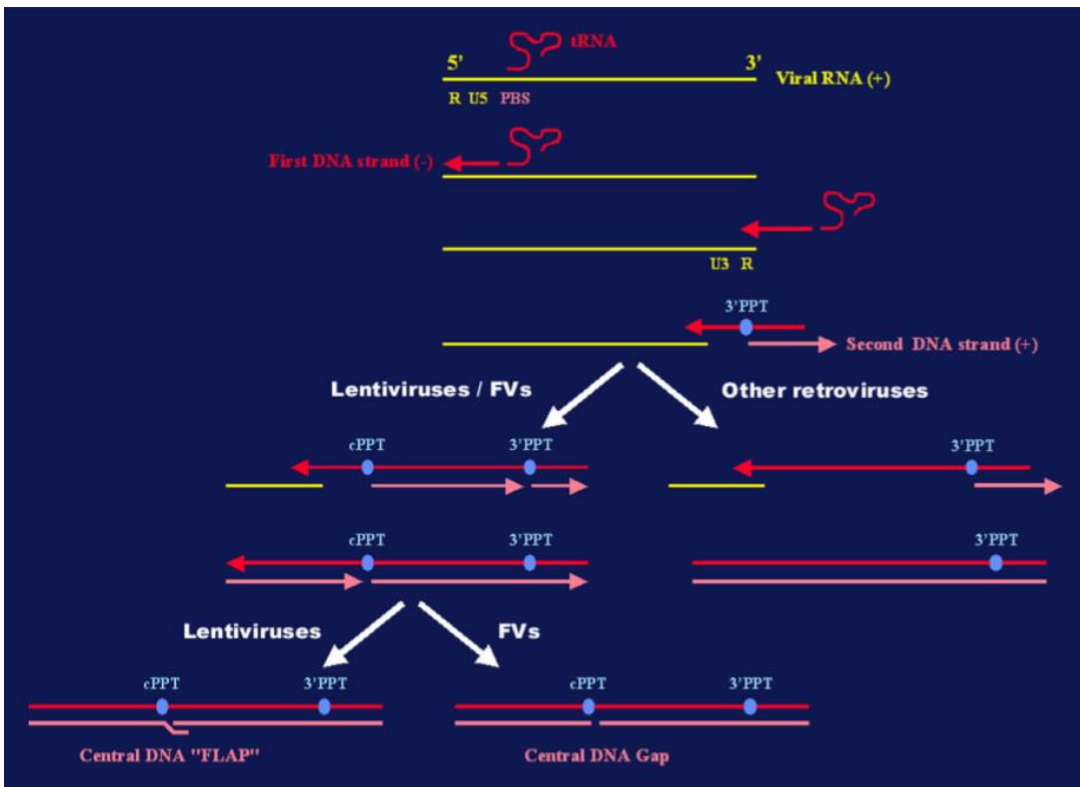 tRNA
5' 3'
Viral RNA (+)
R U5 PBS
First DNA strand (-)
U3 R
3'PPT
Second DNA strand (+)
Lentiviruses / FVs
Other retroviruses
cPPT 3'PPT 3'PPT
cPPT 3'PPT 3'PPT
Lentiviruses FVs
cPPT 3'PPT cPPT 3'PPT
Central DNA "FLAP"
Central DNA Gap